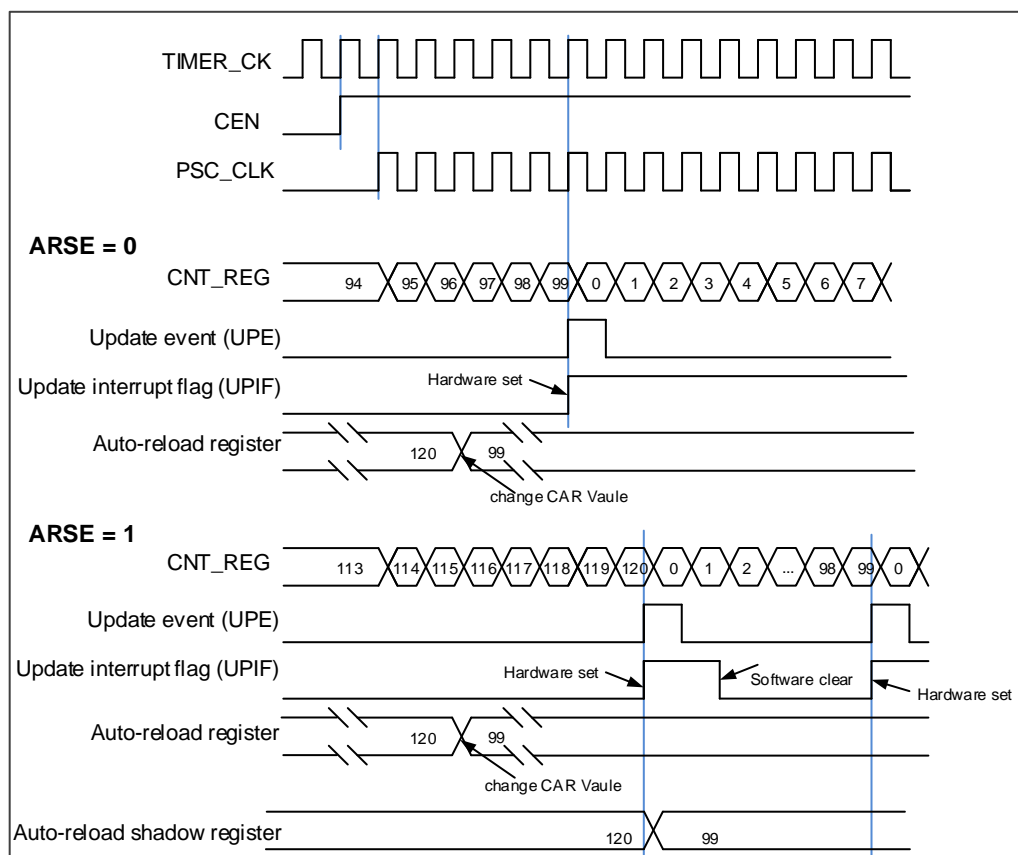 TIMER_CK
CEN
PSC_CLK
ARSE = 0
CNT_REG 94 95 96 97 98 99 0 1 2 3 4 5 6 7
Update event (UPE)
Update interrupt flag (UPIF) Hardware set
Auto-reload register 120 99
change CAR Vaule
ARSE = 1
CNT_REG 113 114 115 116 117 118 119 120 0 1 2 ... 98 99 0
Update event (UPE)
Update interrupt flag (UPIF) Hardware set Software clear Hardware set
Auto-reload register 120 99
change CAR Vaule
Auto-reload shadow register 120 99